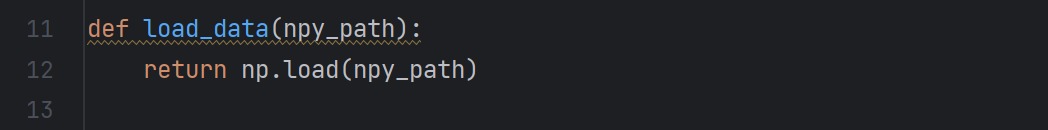 11 def load_data(npy_path):
12     return np.load(npy_path)
13